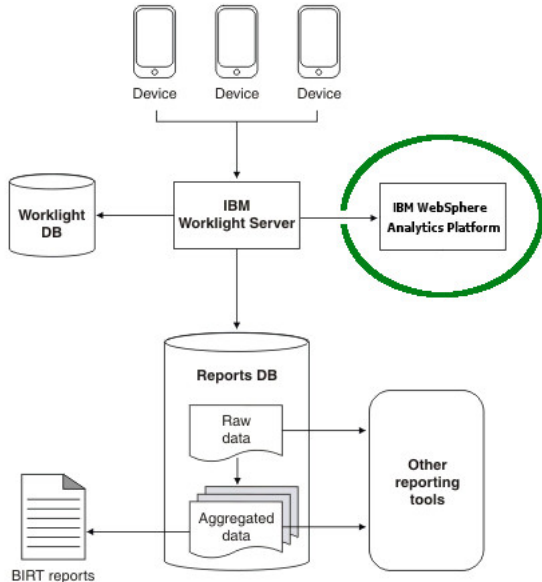 Device
Device
Device
Worklight
DB
IBM
Worklight Server
IBM WebSphere
Analytics Platform
Reports DB
Raw
data
Aggregated
data
Other
reporting
tools
BIRT reports